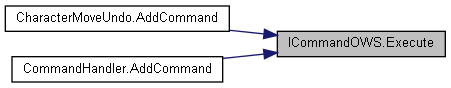 CharacterMoveUndo.AddCommand
ICommandOWS.Execute
CommandHandler.AddCommand